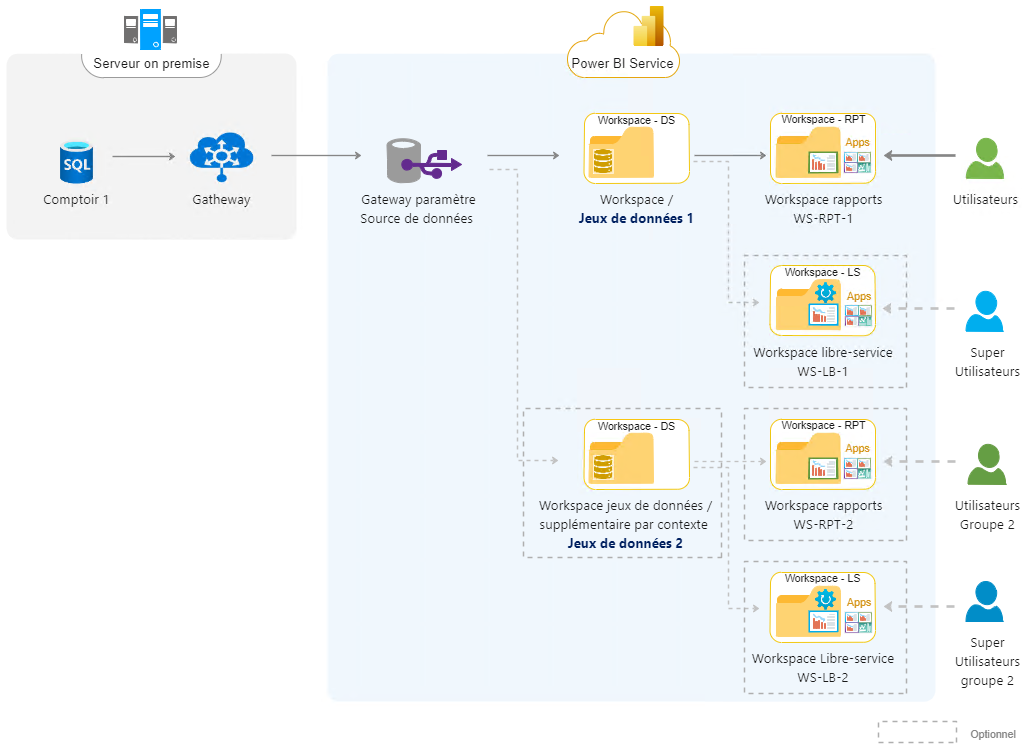 Serveur on premise
Power BI Service
SQL
Comptoir 1
Gatheway
Gateway paramètre
Source de données
Workspace - DS
Workspace /
Jeux de données 1
Workspace - RPT
Apps
Workspace rapports
WS-RPT-1
Utilisateurs
Workspace - LS
Apps
Workspace libre-service
WS-LB-1
Super
Utilisateurs
Workspace - DS
Workspace jeux de données /
supplémentaire par contexte
Jeux de données 2
Workspace - RPT
Apps
Workspace rapports
WS-RPT-2
Utilisateurs
Groupe 2
Workspace - LS
Apps
Workspace Libre-service
WS-LB-2
Super
Utilisateurs
groupe 2
Optionnel